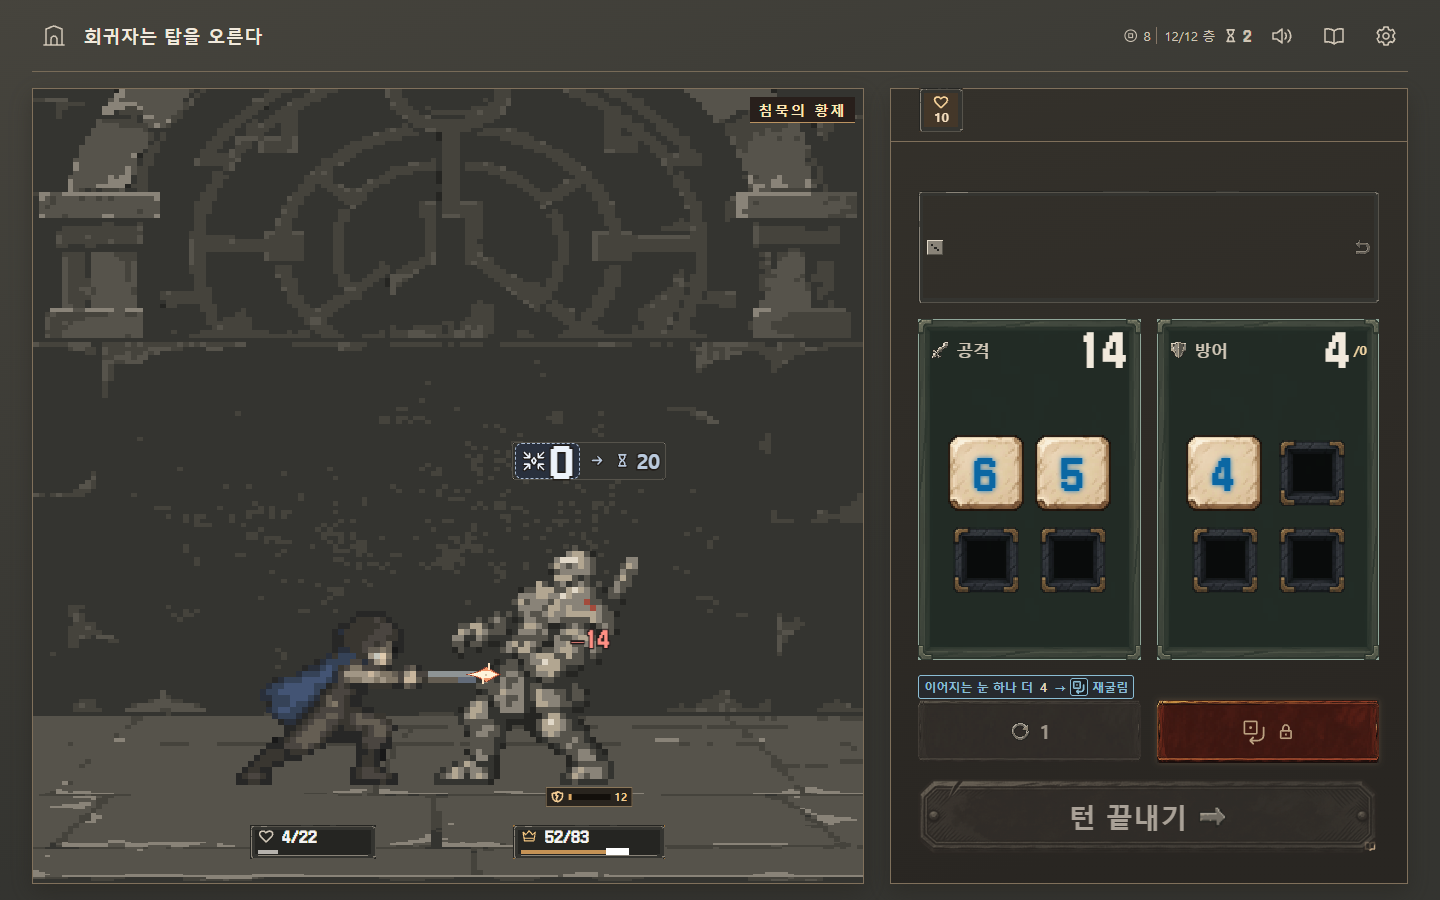 회귀자는 탑을 오른다
8 12/12 층 2
침묵의 황제
10
공격 14
방어 4/0
0 → 20
6 5
4
-14
이어지는 눈 하나 더 4 → 재굴림
1
턴 끝내기
12
4/22
52/83